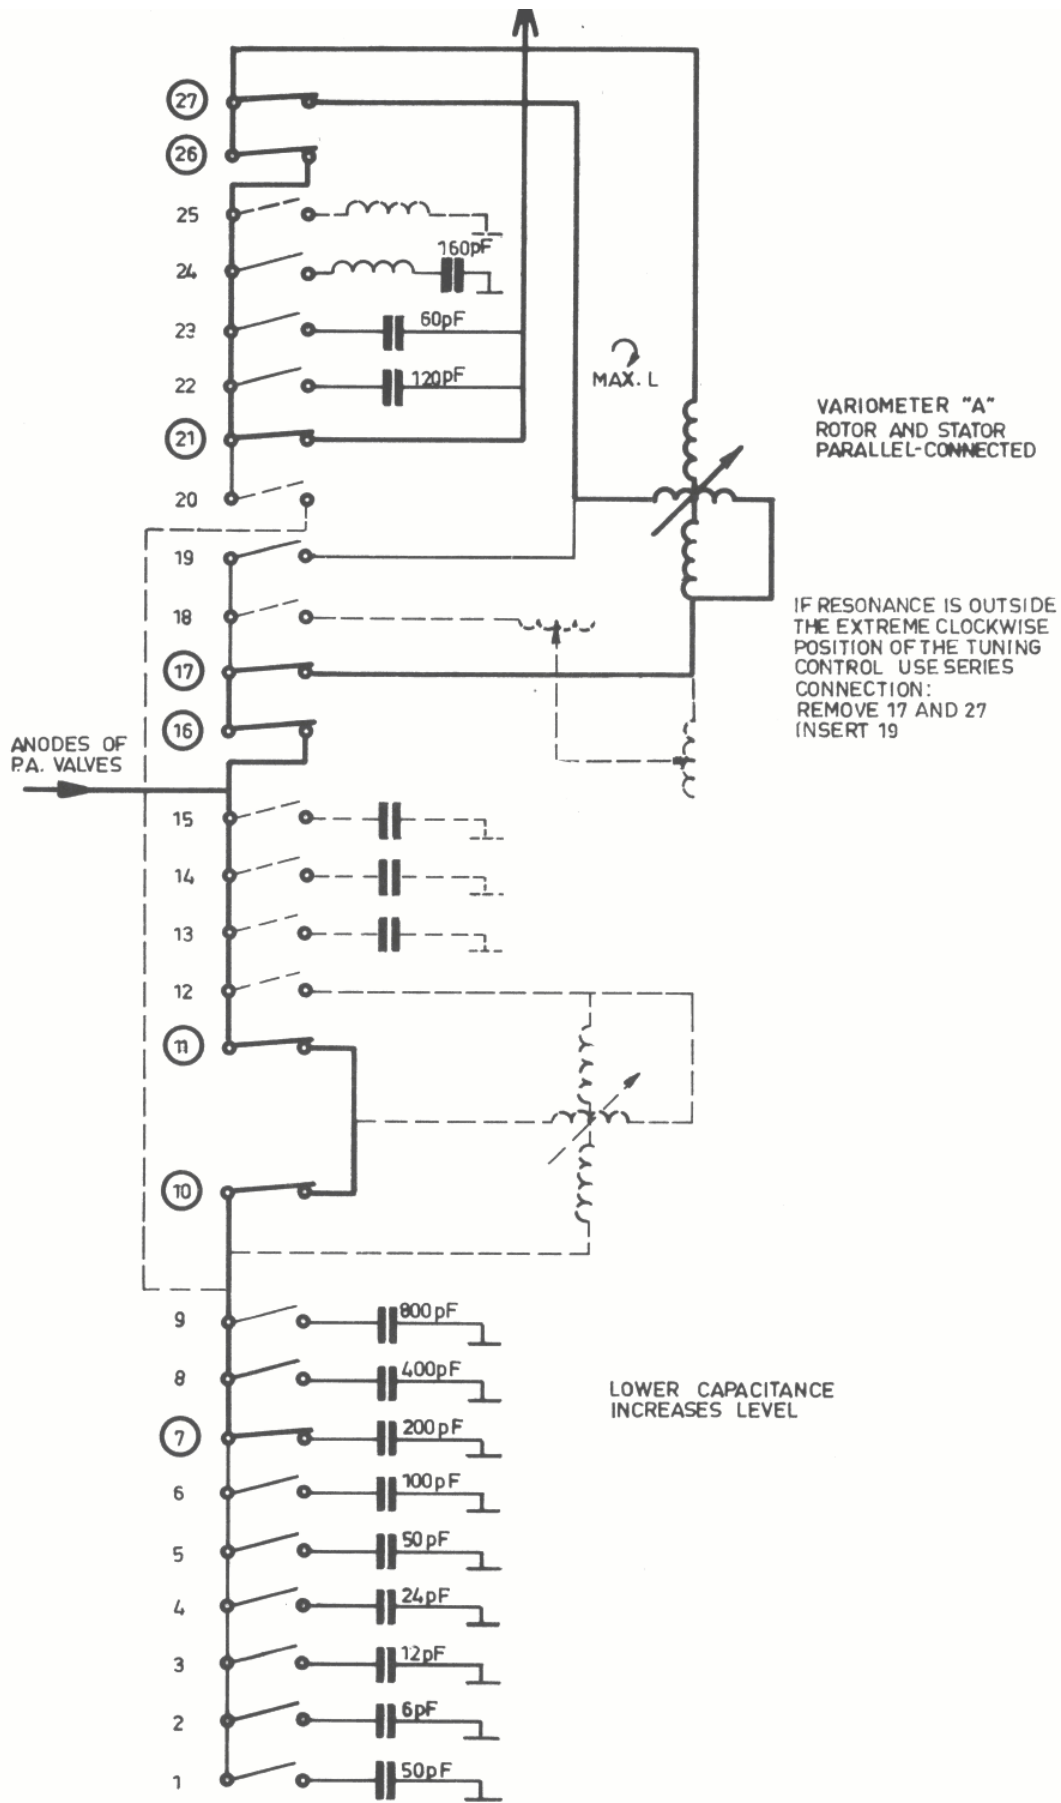 27
26
25
160pF
24
23
60pF
MAX. L
22
120pF
VARIOMETER "A"
ROTOR AND STATOR
PARALLEL-CONNECTED
21
20
19
IF RESONANCE IS OUTSIDE
THE EXTREME CLOCKWISE
POSITION OF THE TUNING
CONTROL USE SERIES
CONNECTION:
REMOVE 17 AND 27
INSERT 19
18
17
16
ANODES OF
P.A. VALVES
15
14
13
12
11
10
9
800pF
8
400pF
LOWER CAPACITANCE
INCREASES LEVEL
7
200pF
6
100pF
5
50pF
4
24pF
3
12pF
2
6pF
1
50pF